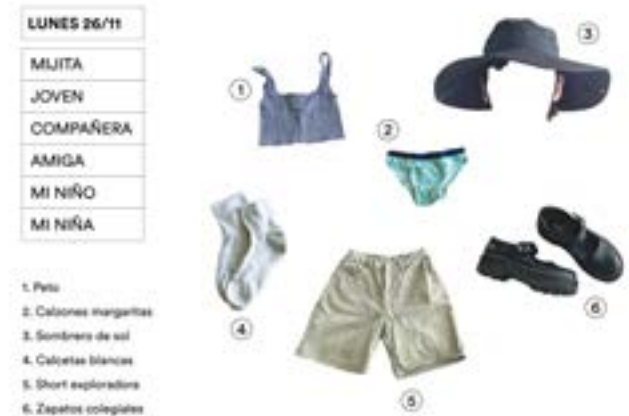 LUNES 26/11
MIJITA
JOVEN
COMPAÑERA
AMIGA
MI NIÑO
MI NIÑA
1. Peto
2. Calzones margaritas
3. Sombrero de sol
4. Calcetas blancas
5. Short exploradora
6. Zapatos colegiales
1
2
3
4
5
6